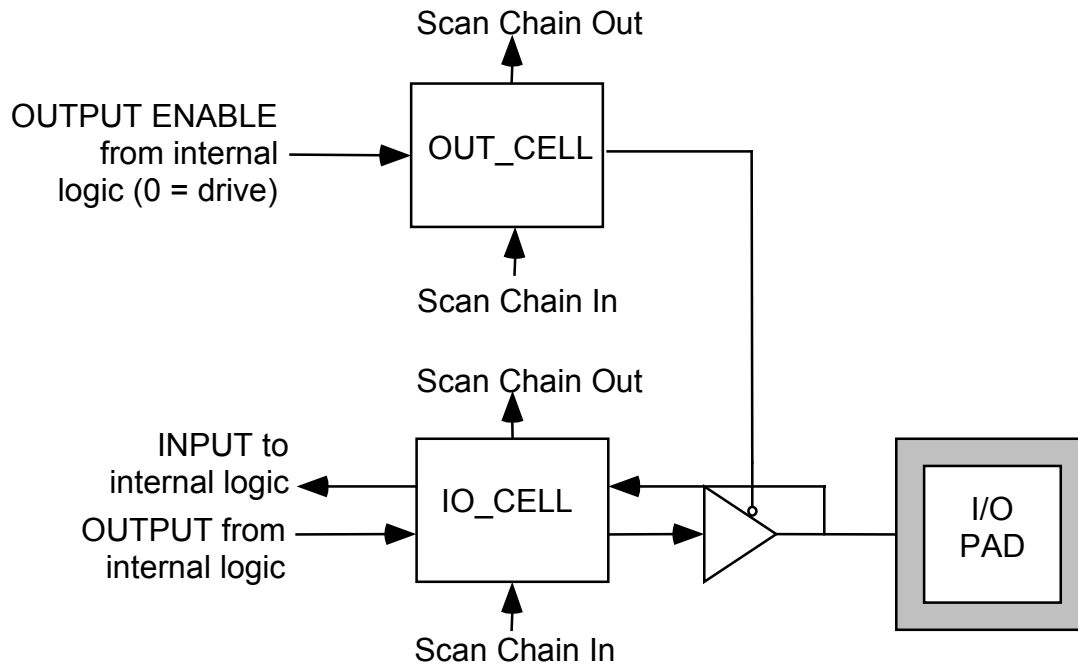 Scan Chain Out
OUTPUT ENABLE
from internal
logic (0 = drive)
OUT_CELL
Scan Chain In
Scan Chain Out
INPUT to
internal logic
OUTPUT from
internal logic
IO_CELL
I/O
PAD
Scan Chain In